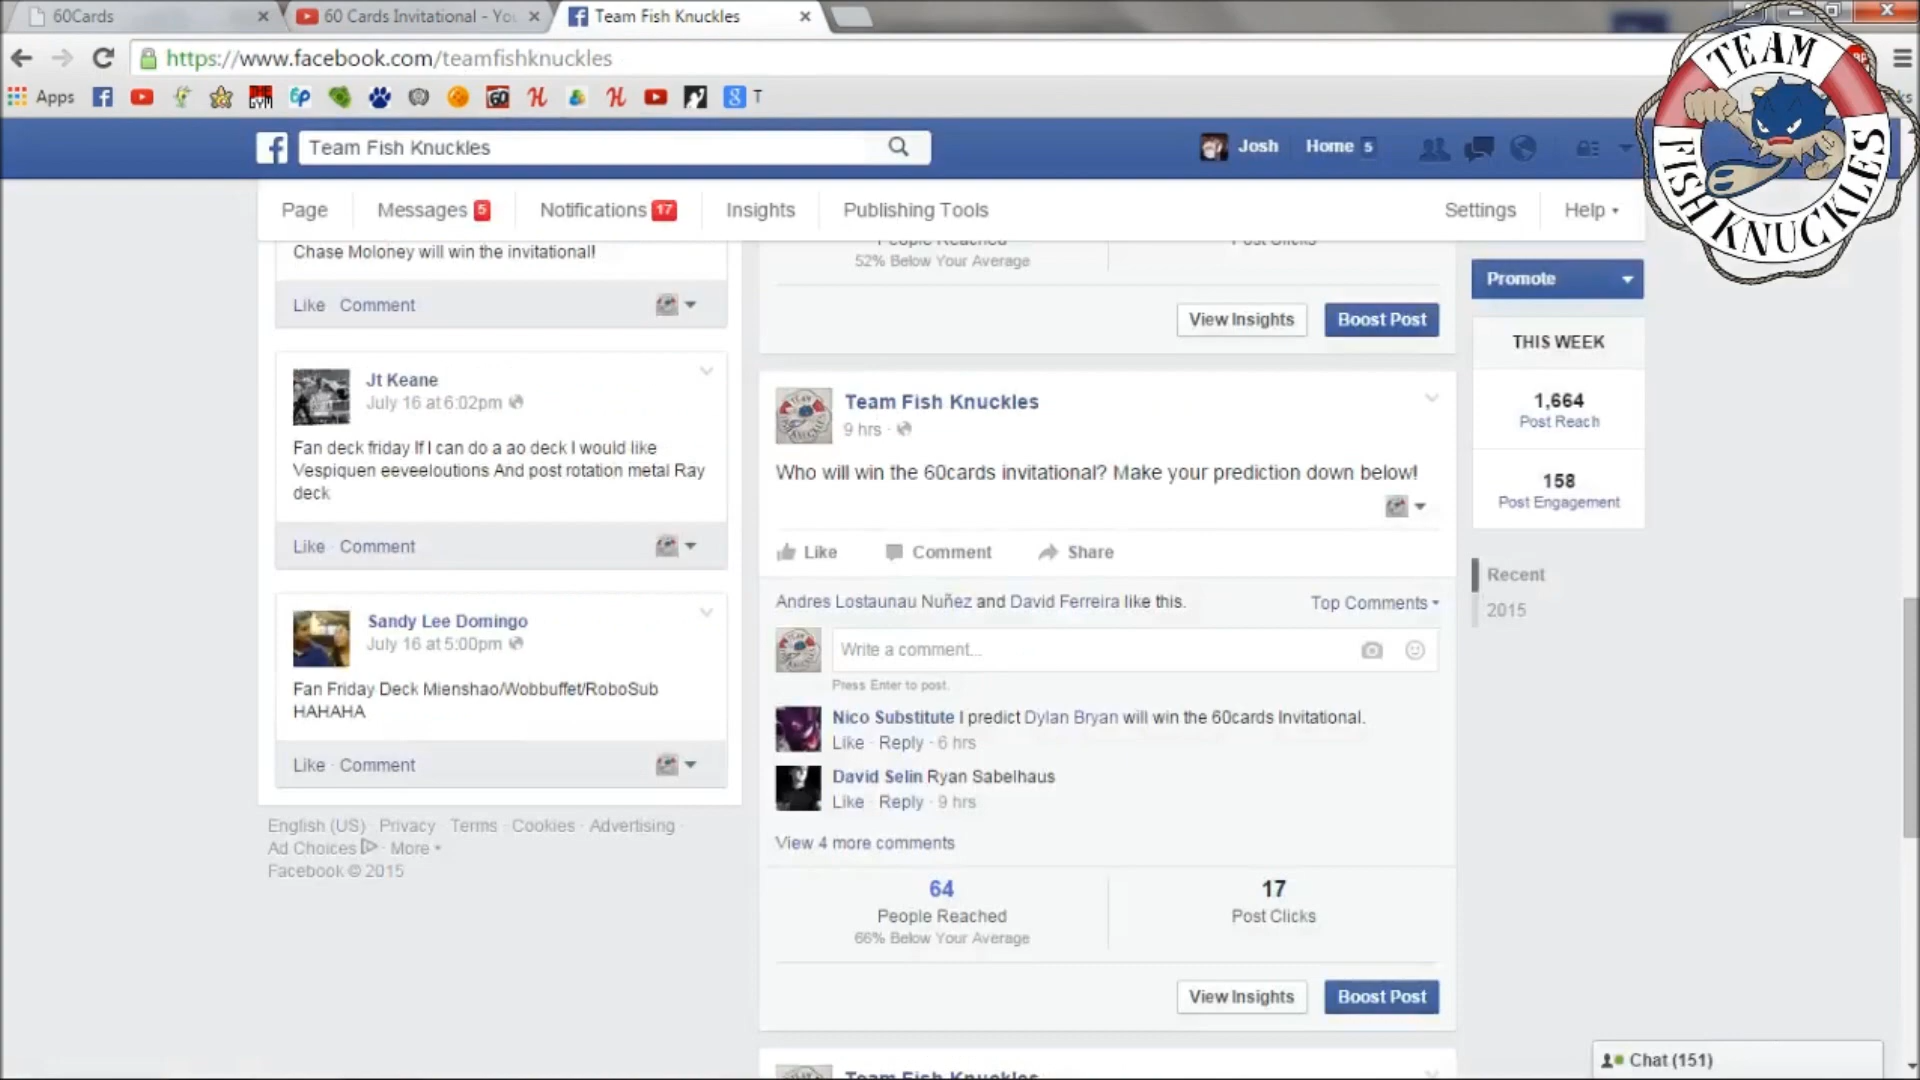 60Cards
60 Cards Invitational - You
Team Fish Knuckles
https://www.facebook.com/teamfishknuckles
Apps
T
Team Fish Knuckles
Josh
Home 5
TEAM
FISH KNUCKLES
Page
Messages 5
Notifications 17
Insights
Publishing Tools
Settings
Help
Chase Moloney will win the invitational!
Like · Comment
Jt Keane
July 16 at 6:02pm
Fan deck friday If I can do a ao deck I would like
Vespiquen eeveeloutions And post rotation metal Ray
deck
Like · Comment
Sandy Lee Domingo
July 16 at 5:00pm
Fan Friday Deck Mienshao/Wobbuffet/RoboSub
HAHAHA
Like · Comment
English (US) · Privacy · Terms · Cookies · Advertising ·
Ad Choices · More
Facebook © 2015
People Reached
Post Clicks
52% Below Your Average
View Insights
Boost Post
Team Fish Knuckles
9 hrs ·
Who will win the 60cards invitational? Make your prediction down below!
Like
Comment
Share
Andres Lostaunau Nuñez and David Ferreira like this.
Top Comments
Write a comment...
Press Enter to post.
Nico Substitute I predict Dylan Bryan will win the 60cards Invitational.
Like · Reply · 6 hrs
David Selin Ryan Sabelhaus
Like · Reply · 9 hrs
View 4 more comments
64
People Reached
66% Below Your Average
17
Post Clicks
View Insights
Boost Post
Team Fish Knuckles
Promote
THIS WEEK
1,664
Post Reach
158
Post Engagement
Recent
2015
Chat (151)